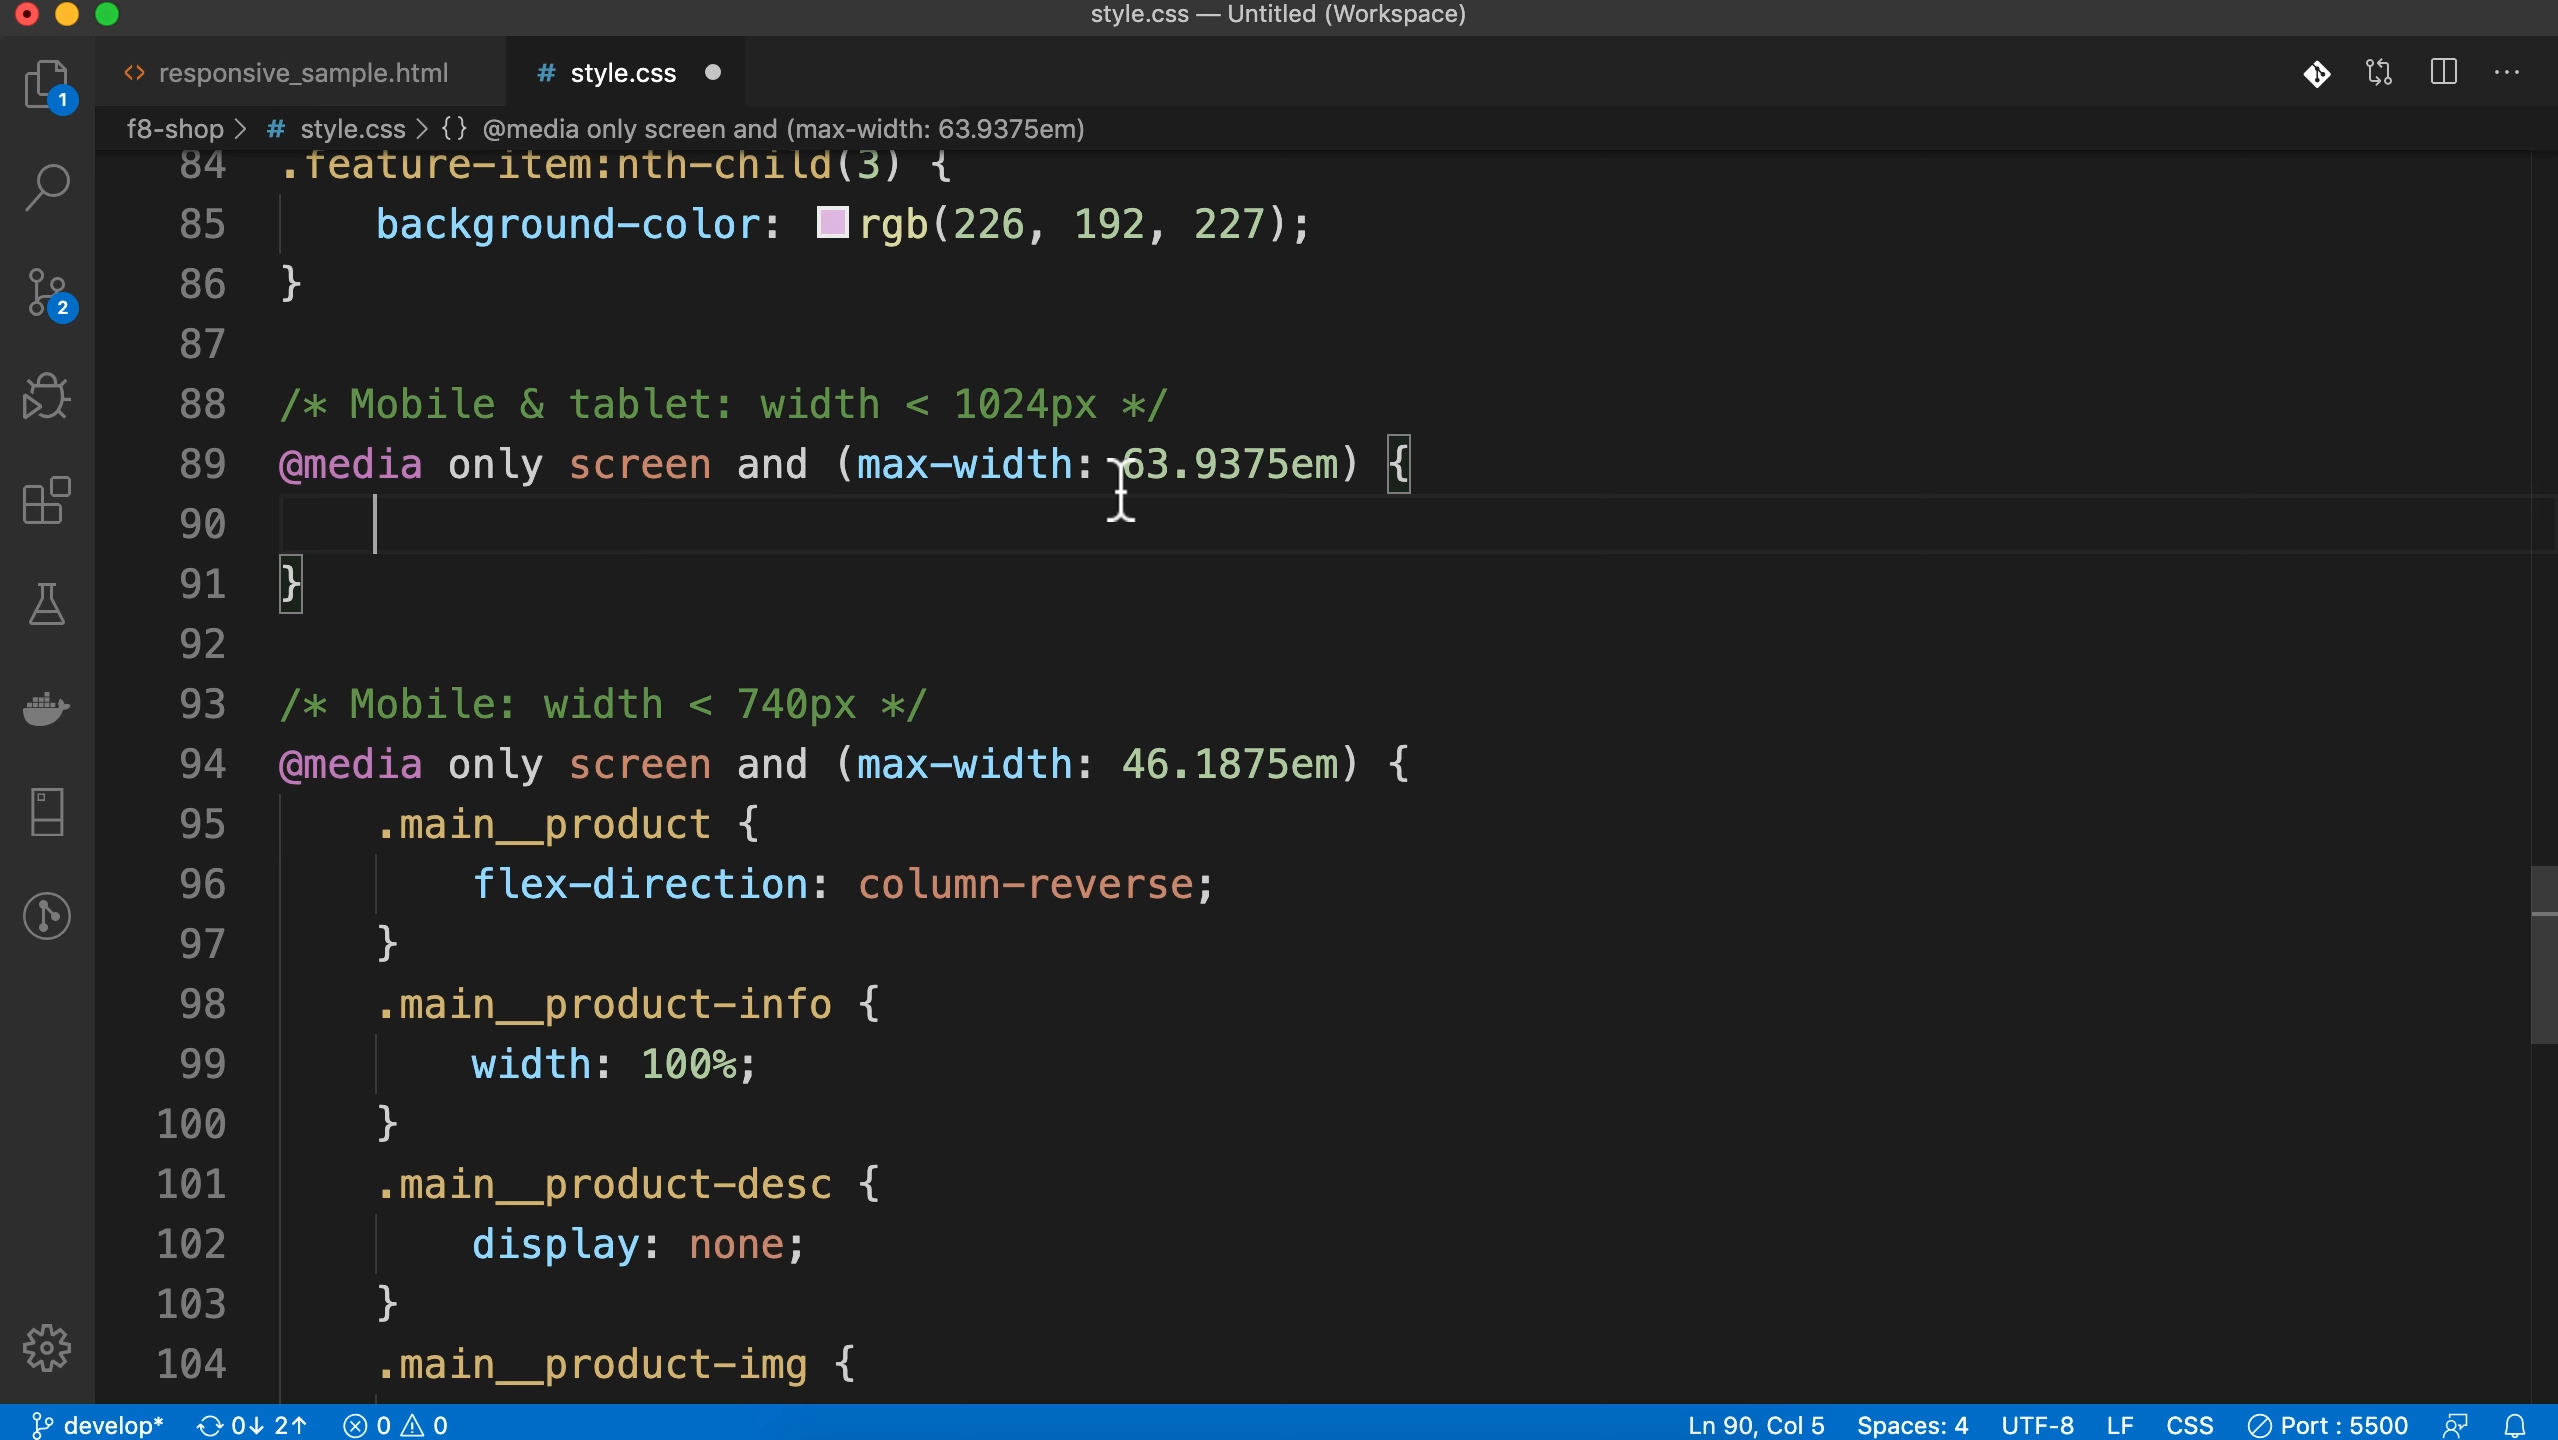 style.css — Untitled (Workspace)
1
<> responsive_sample.html
# style.css ●
f8-shop > # style.css > {} @media only screen and (max-width: 63.9375em)
84 .feature-item:nth-child(3) {
85 background-color: rgb(226, 192, 227);
86 }
87
88 /* Mobile & tablet: width < 1024px */
89 @media only screen and (max-width: 63.9375em) {
90
91 }
92
93 /* Mobile: width < 740px */
94 @media only screen and (max-width: 46.1875em) {
95 .main__product {
96 flex-direction: column-reverse;
97 }
98 .main__product-info {
99 width: 100%;
100 }
101 .main__product-desc {
102 display: none;
103 }
104 .main__product-img {
2
develop* 0↓ 2↑ 0 0 Ln 90, Col 5 Spaces: 4 UTF-8 LF CSS Port : 5500